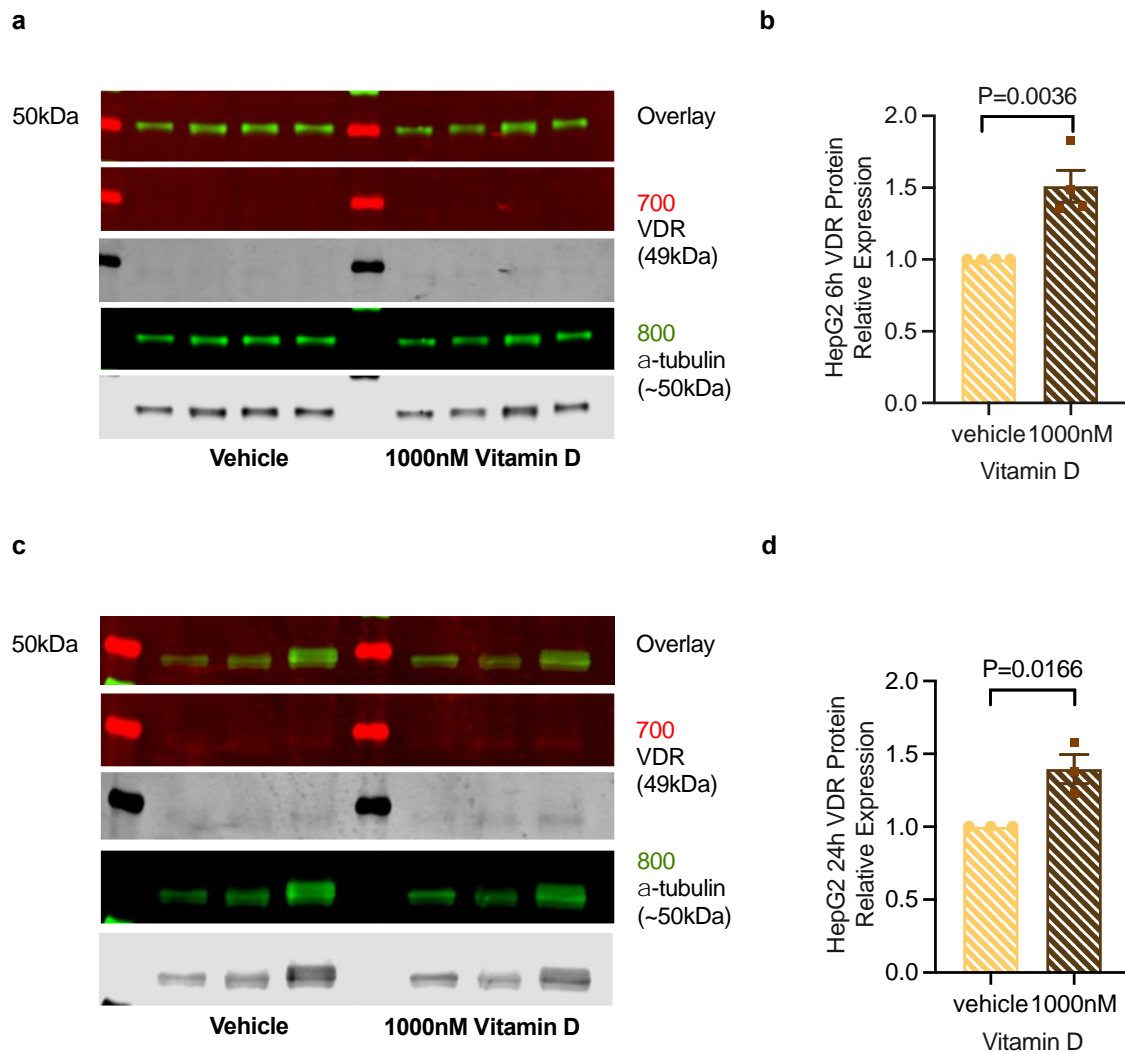 a
50kDa
Overlay
700
VDR
(49kDa)
800
a-tubulin
(~50kDa)
Vehicle
1000nM Vitamin D
b
P=0.0036
HepG2 6h VDR Protein
Relative Expression
2.0
1.5
1.0
0.5
0.0
vehicle
1000nM
Vitamin D
c
50kDa
Overlay
700
VDR
(49kDa)
800
a-tubulin
(~50kDa)
Vehicle
1000nM Vitamin D
d
P=0.0166
HepG2 24h VDR Protein
Relative Expression
2.0
1.5
1.0
0.5
0.0
vehicle
1000nM
Vitamin D